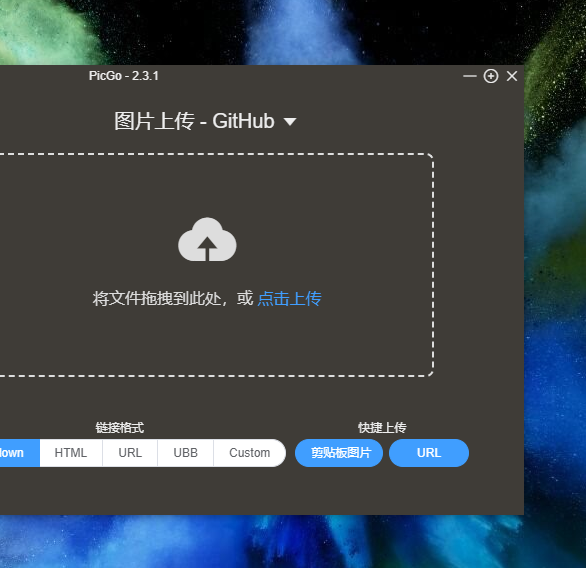 PicGo - 2.3.1
图片上传 - GitHub
将文件拖拽到此处，或 点击上传
链接格式
快捷上传
HTML URL UBB Custom
剪贴板图片 URL